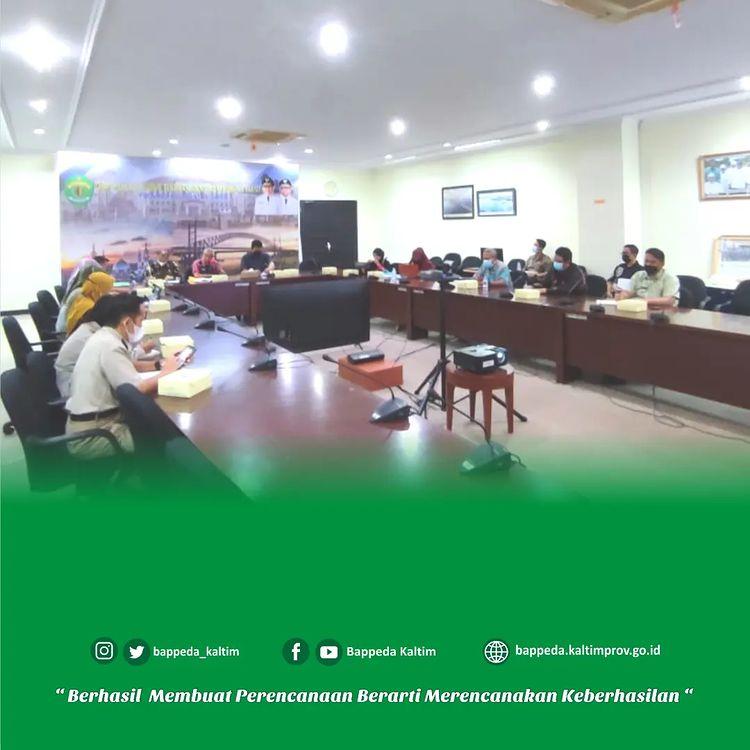 bappeda_kaltim
Bappeda Kaltim
bappeda.kaltimprov.go.id
“ Berhasil Membuat Perencanaan Berarti Merencanakan Keberhasilan “